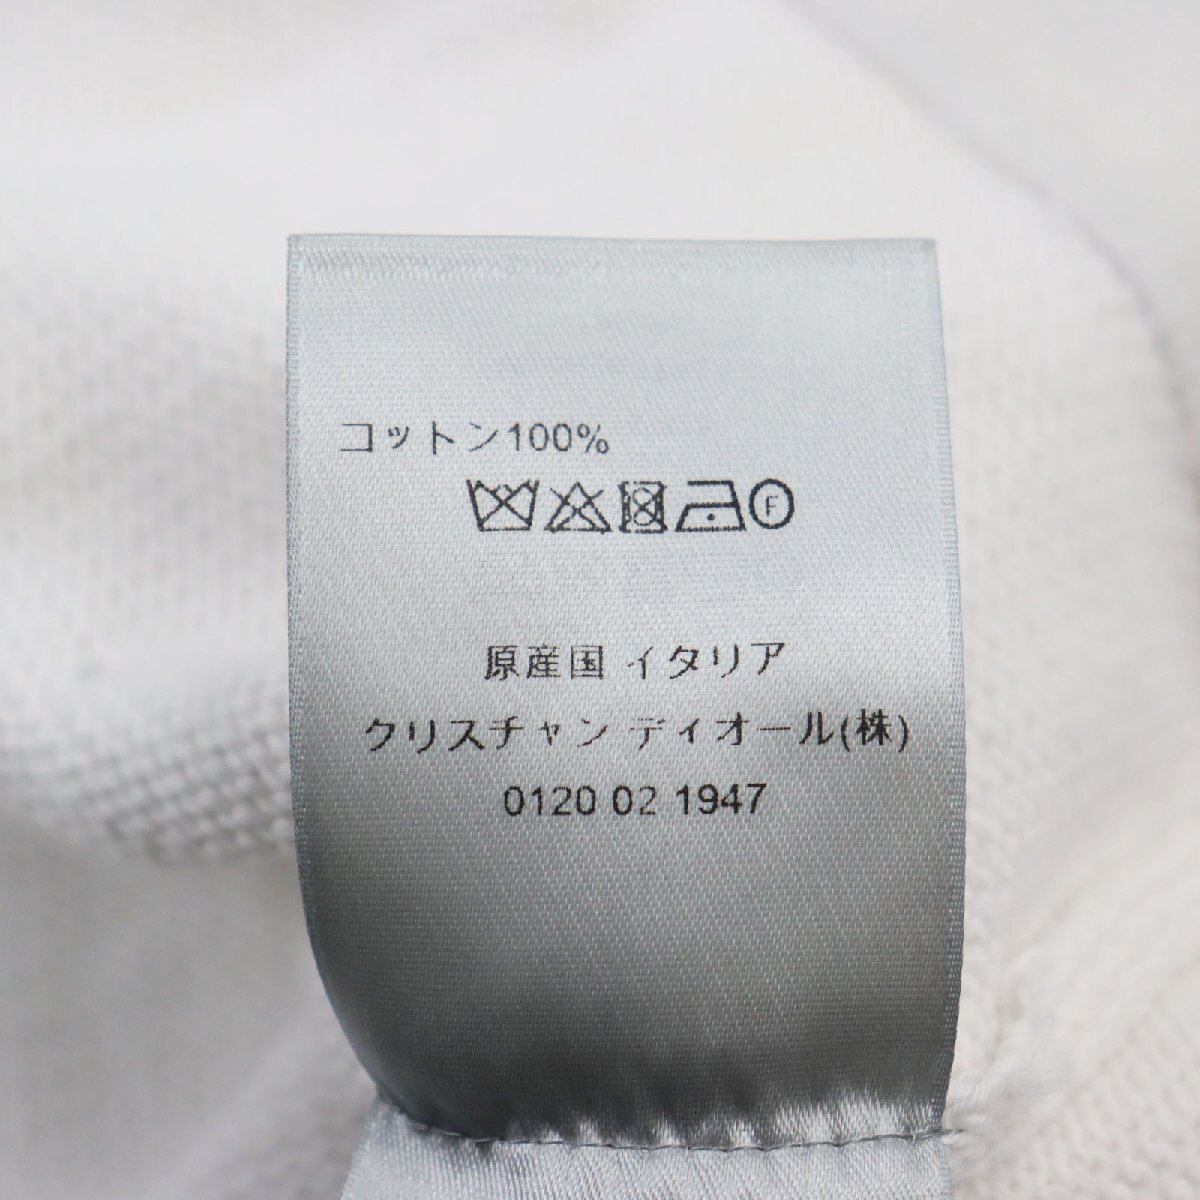 コットン100%
F
原産国 イタリア
クリスチャン ディオール(株)
0120 02 1947